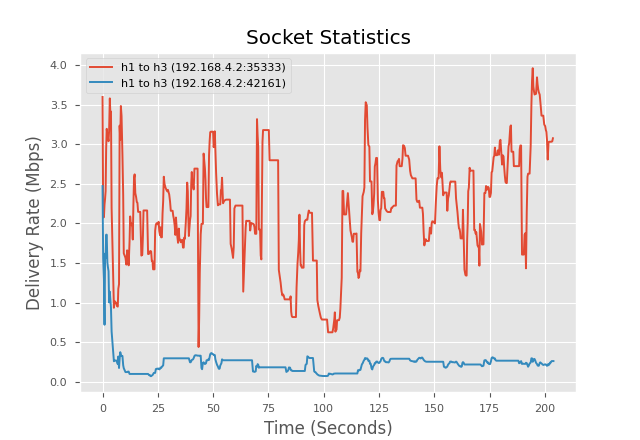 Socket Statistics
h1 to h3 (192.168.4.2:35333)
h1 to h3 (192.168.4.2:42161)
Delivery Rate (Mbps)
4.0
3.5
3.0
2.5
2.0
1.5
1.0
0.5
0.0
0 25 50 75 100 125 150 175 200
Time (Seconds)